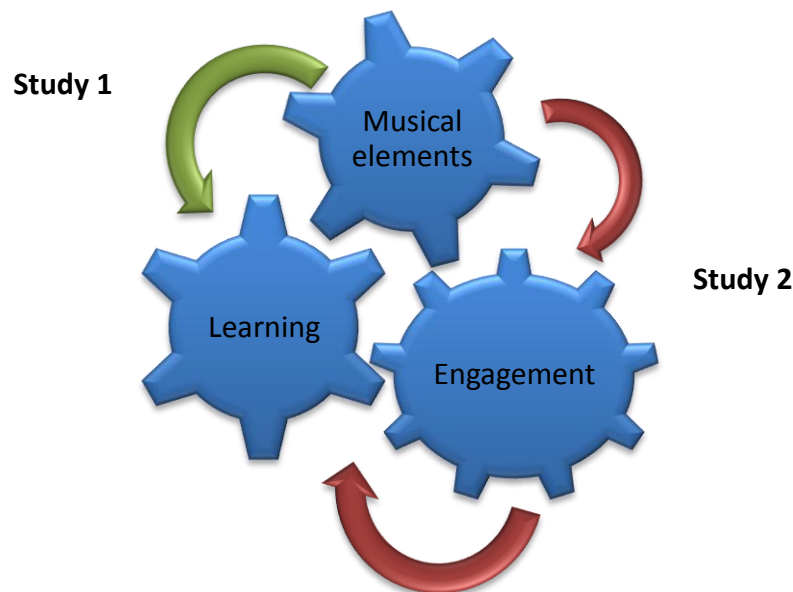 Study 1
Musical
elements
Study 2
Learning
Engagement